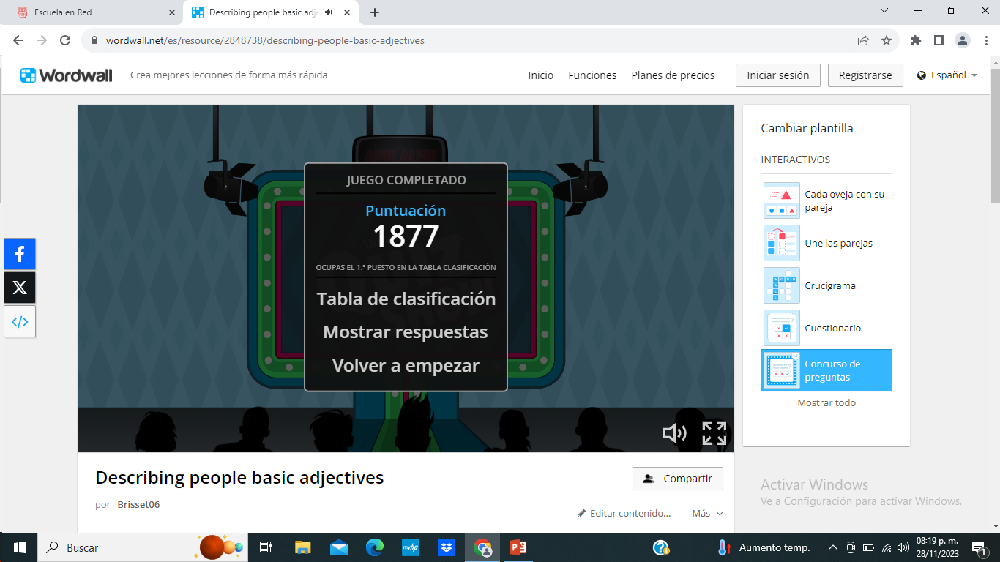 Escuela en Red
Describing people basic adje
wordwall.net/es/resource/2848738/describing-people-basic-adjectives
Wordwall
Crea mejores lecciones de forma más rápida
Inicio
Funciones
Planes de precios
Iniciar sesión
Registrarse
Español
APPLAUSE
JUEGO COMPLETADO
Puntuación
1877
OCUPAS EL 1.º PUESTO EN LA TABLA CLASIFICACIÓN
Tabla de clasificación
Mostrar respuestas
Volver a empezar
Cambiar plantilla
INTERACTIVOS
Cada oveja con su
pareja
Une las parejas
Crucigrama
Cuestionario
Concurso de
preguntas
Mostrar todo
Describing people basic adjectives
Compartir
por Brisset06
Editar contenido...
Más
Activar Windows
Ve a Configuración para activar Windows.
Buscar
myhp
Aumento temp.
08:19 p. m.
28/11/2023
1